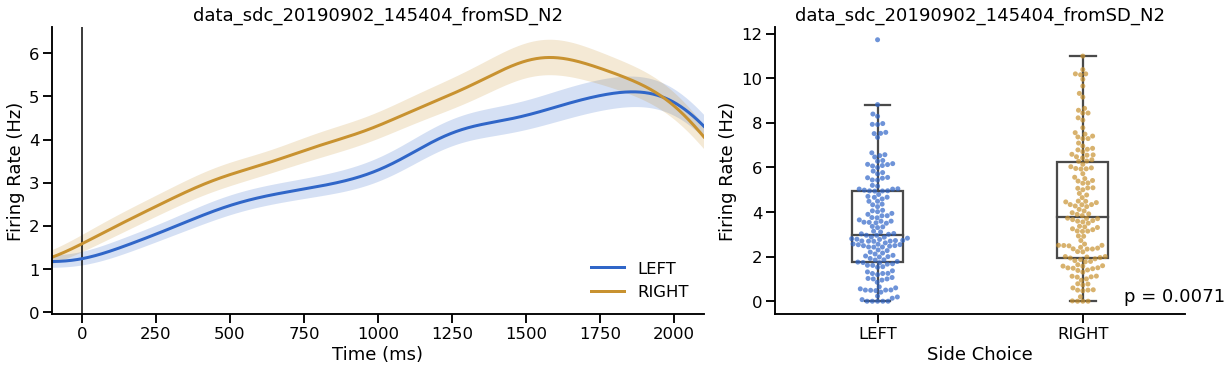 data_sdc_20190902_145404_fromSD_N2
Firing Rate (Hz)
6
5
4
3
2
1
0
0 250 500 750 1000 1250 1500 1750 2000
Time (ms)
LEFT
RIGHT
data_sdc_20190902_145404_fromSD_N2
Firing Rate (Hz)
12
10
8
6
4
2
0
p = 0.0071
LEFT RIGHT
Side Choice